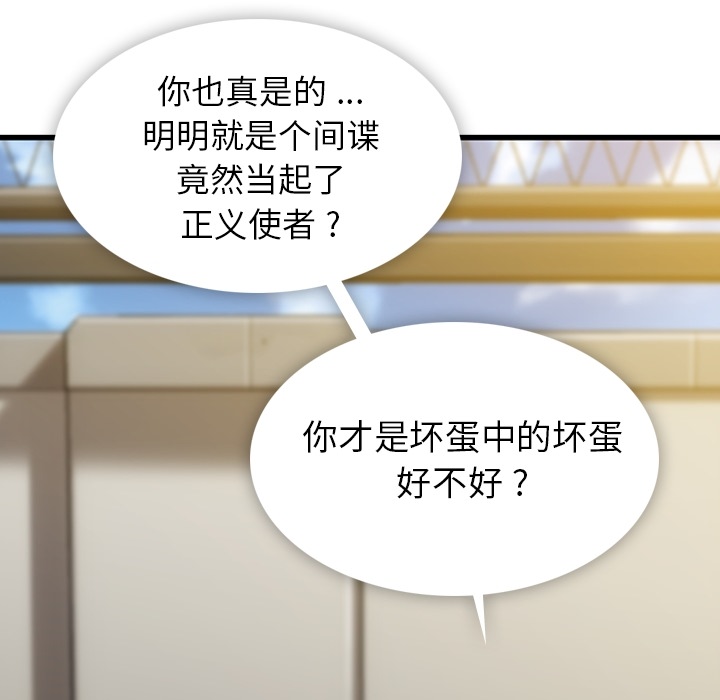 你也真是的...
明明就是个间谍
竟然当起了
正义使者?
你才是坏蛋中的坏蛋
好不好?